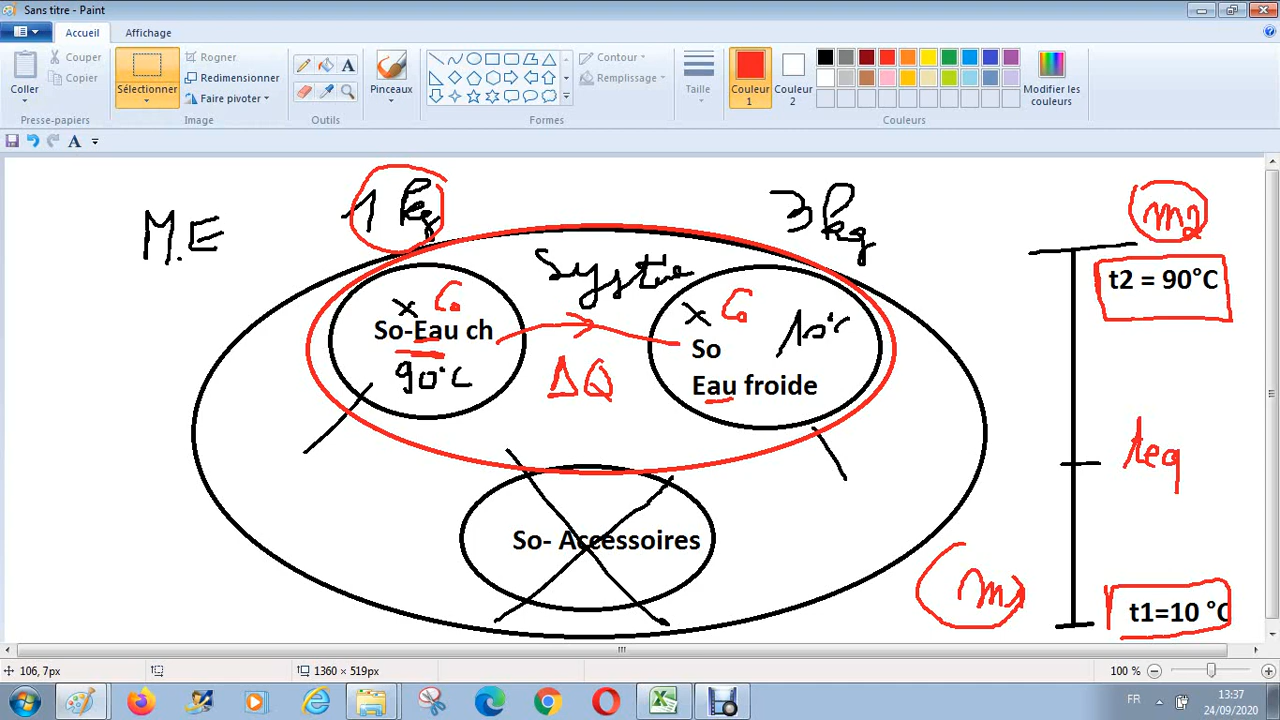 Sans titre - Paint
Accueil
Affichage
Coller
Couper
Copier
Presse-papiers
Sélectionner
Rogner
Redimensionner
Faire pivoter
Image
A
Outils
Pinceaux
Contour
Remplissage
Formes
Taille
Couleur 1
Couleur 2
Modifier les couleurs
Couleurs
A
M.E
1 kg
3 kg
m2
Système
t2 = 90°C
x Co
So-Eau ch
90°C
ΔQ
x Co
10°C
So
Eau froide
teq
So- Accessoires
m1
t1=10 °C
106, 7px
1360 × 519px
100 %
FR
13:37
24/09/2020